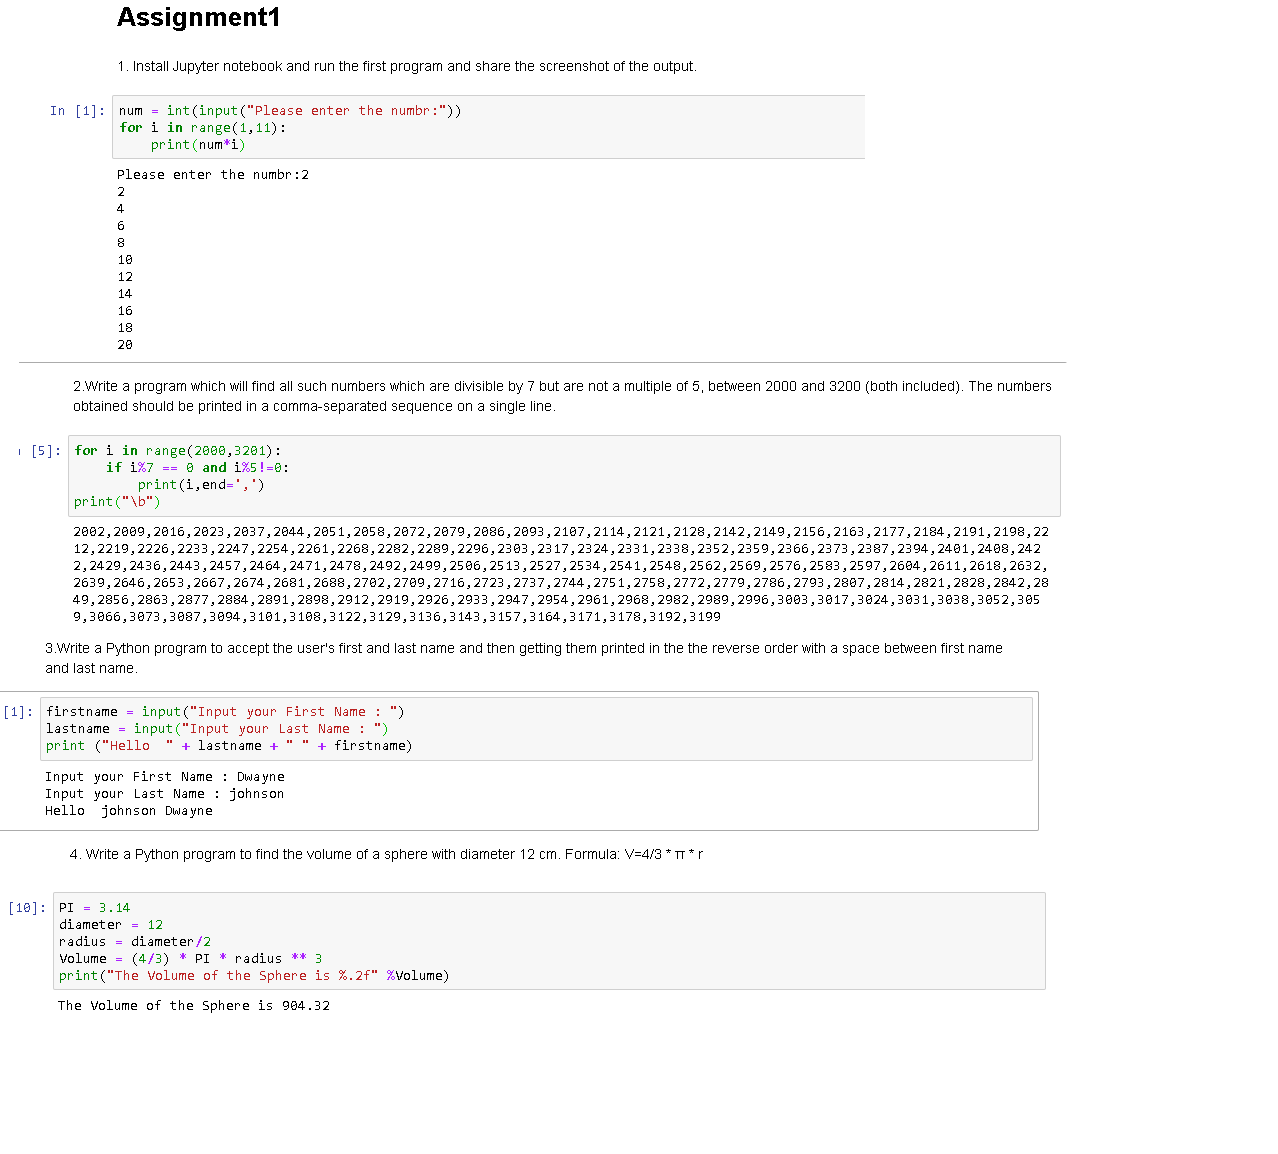 Assignment1
1. Install Jupyter notebook and run the first program and share the screenshot of the output.
In [1]: num = int(input("Please enter the numbr:"))
for i in range(1,11):
    print(num*i)
Please enter the numbr:2
2
4
6
8
10
12
14
16
18
20
2.Write a program which will find all such numbers which are divisible by 7 but are not a multiple of 5, between 2000 and 3200 (both included). The numbers
obtained should be printed in a comma-separated sequence on a single line.
[5]: for i in range(2000,3201):
    if i%7 == 0 and i%5!=0:
        print(i,end=',')
print("\b")
2002,2009,2016,2023,2037,2044,2051,2058,2072,2079,2086,2093,2107,2114,2121,2128,2142,2149,2156,2163,2177,2184,2191,2198,22
12,2219,2226,2233,2247,2254,2261,2268,2282,2289,2296,2303,2317,2324,2331,2338,2352,2359,2366,2373,2387,2394,2401,2408,242
2,2429,2436,2443,2457,2464,2471,2478,2492,2499,2506,2513,2527,2534,2541,2548,2562,2569,2576,2583,2597,2604,2611,2618,2632,
2639,2646,2653,2667,2674,2681,2688,2702,2709,2716,2723,2737,2744,2751,2758,2772,2779,2786,2793,2807,2814,2821,2828,2842,28
49,2856,2863,2877,2884,2891,2898,2912,2919,2926,2933,2947,2954,2961,2968,2982,2989,2996,3003,3017,3024,3031,3038,3052,305
9,3066,3073,3087,3094,3101,3108,3122,3129,3136,3143,3157,3164,3171,3178,3192,3199
3.Write a Python program to accept the user's first and last name and then getting them printed in the the reverse order with a space between first name
and last name.
[1]: firstname = input("Input your First Name : ")
lastname = input("Input your Last Name : ")
print ("Hello  " + lastname + " " + firstname)
Input your First Name : Dwayne
Input your Last Name : johnson
Hello  johnson Dwayne
4. Write a Python program to find the volume of a sphere with diameter 12 cm. Formula: V=4/3 * π * r
[10]: PI = 3.14
diameter = 12
radius = diameter/2
Volume = (4/3) * PI * radius ** 3
print("The Volume of the Sphere is %.2f" %Volume)
The Volume of the Sphere is 904.32